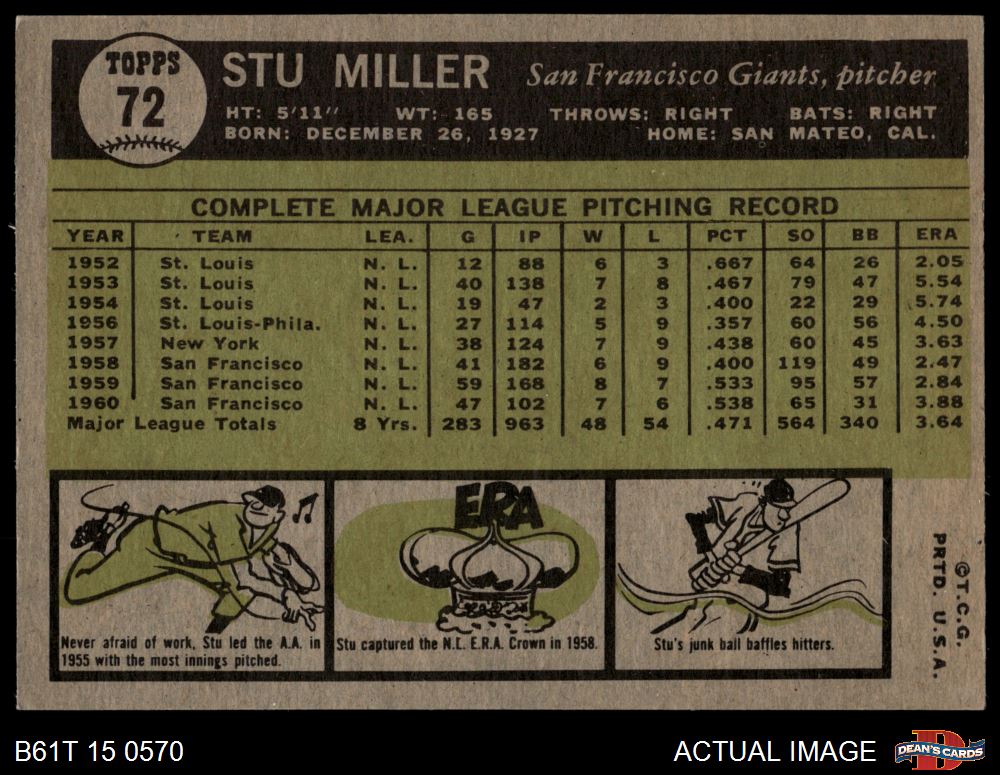 TOPPS
72
STU MILLER San Francisco Giants, pitcher
HT: 5'11" WT: 165 THROWS: RIGHT BATS: RIGHT
BORN: DECEMBER 26, 1927 HOME: SAN MATEO, CAL.
COMPLETE MAJOR LEAGUE PITCHING RECORD
YEAR TEAM LEA. G IP W L PCT SO BB ERA
1952 St. Louis N. L. 12 88 6 3 .667 64 26 2.05
1953 St. Louis N. L. 40 138 7 8 .467 79 47 5.54
1954 St. Louis N. L. 19 47 2 3 .400 22 29 5.74
1956 St. Louis-Phila. N. L. 27 114 5 9 .357 60 56 4.50
1957 New York N. L. 38 124 7 9 .438 60 45 3.63
1958 San Francisco N. L. 41 182 6 9 .400 119 49 2.47
1959 San Francisco N. L. 59 168 8 7 .533 95 57 2.84
1960 San Francisco N. L. 47 102 7 6 .538 65 31 3.88
Major League Totals 8 Yrs. 283 963 48 54 .471 564 340 3.64
Never afraid of work, Stu led the A.A. in
1955 with the most innings pitched.
ERA
Stu captured the N.L. E.R.A. Crown in 1958.
Stu's junk ball baffles hitters.
©T.C.G.
PRTD. U.S.A.
B61T 15 0570 ACTUAL IMAGE
DEAN'S CARDS